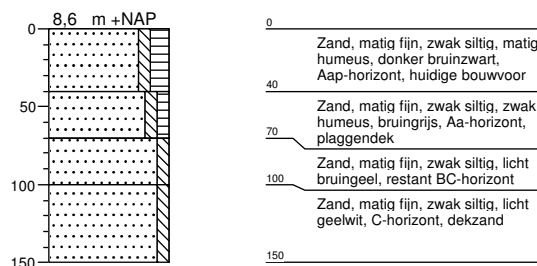 8,6 m +NAP
0
50
100
150
0
Zand, matig fijn, zwak siltig, matig
humeus, donker bruinzwart,
Aap-horizont, huidige bouwvoor
40
Zand, matig fijn, zwak siltig, zwak
humeus, bruingrijs, Aa-horizont,
plaggendek
70
Zand, matig fijn, zwak siltig, licht
bruingeel, restant BC-horizont
100
Zand, matig fijn, zwak siltig, licht
geelwit, C-horizont, dekzand
150